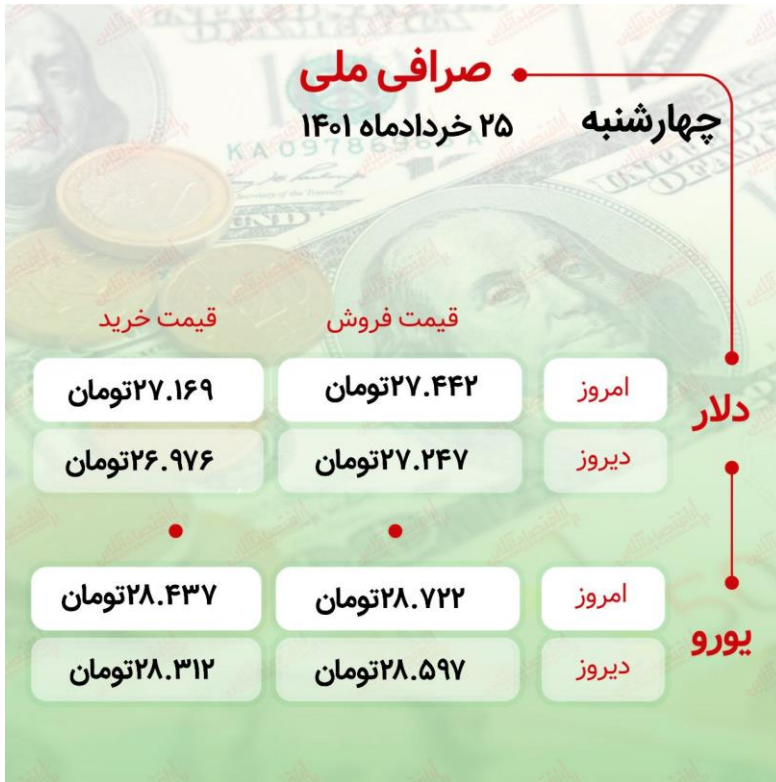 صرافی ملی
چهارشنبه ۲۵ خردادماه ۱۴۰۱
قیمت فروش قیمت خرید
دلار
امروز ۲۷.۴۴۲تومان ۲۷.۱۶۹تومان
دیروز ۲۷.۲۴۷تومان ۲۶.۹۷۶تومان
یورو
امروز ۲۸.۷۲۲تومان ۲۸.۴۳۷تومان
دیروز ۲۸.۵۹۷تومان ۲۸.۳۱۲تومان